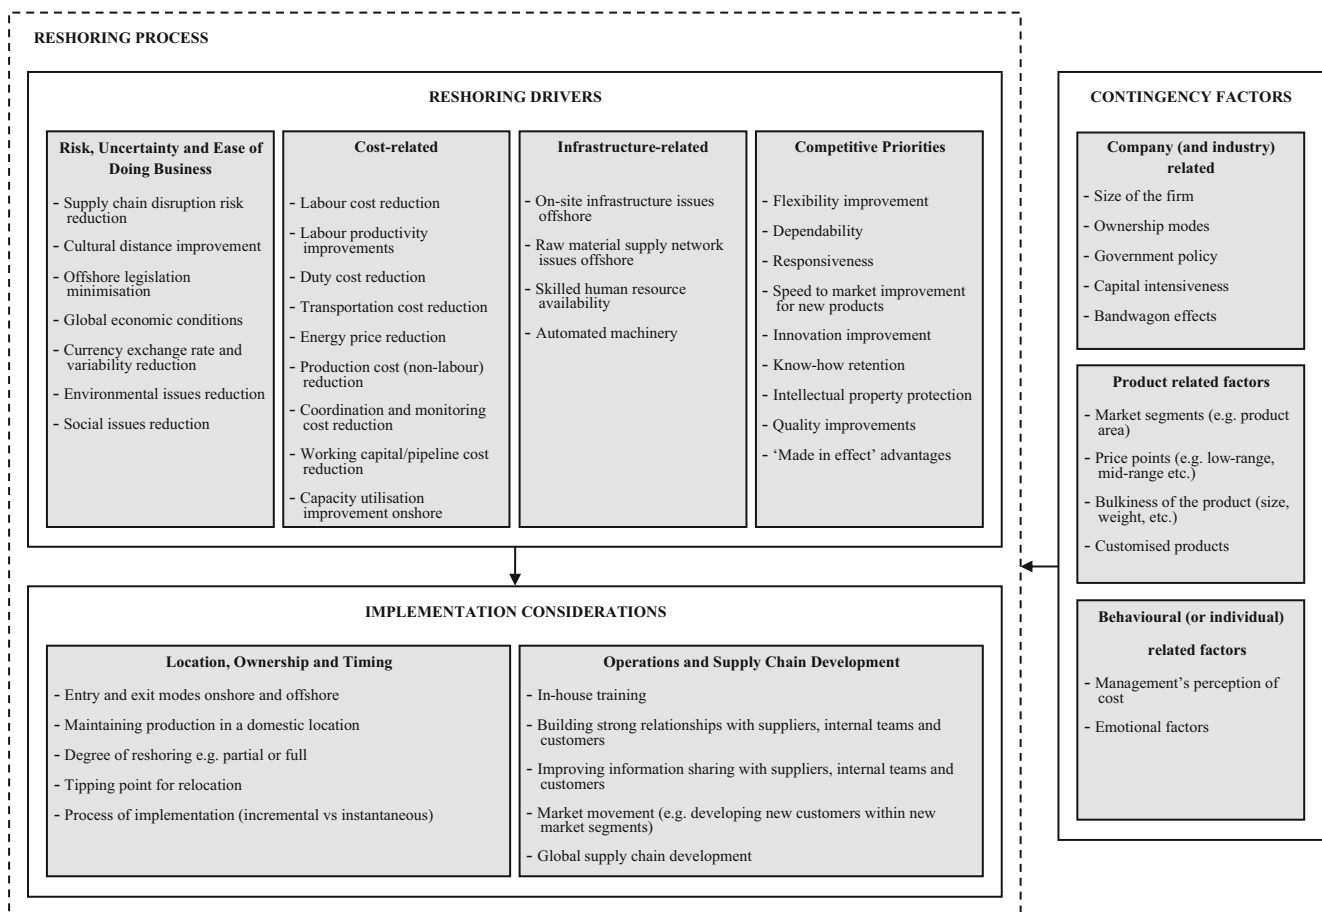 RESHORING PROCESS
RESHORING DRIVERS
Risk, Uncertainty and Ease of
Doing Business
- Supply chain disruption risk
reduction
- Cultural distance improvement
- Offshore legislation
minimisation
- Global economic conditions
- Currency exchange rate and
variability reduction
- Environmental issues reduction
- Social issues reduction
Cost-related
- Labour cost reduction
- Labour productivity
improvements
- Duty cost reduction
- Transportation cost reduction
- Energy price reduction
- Production cost (non-labour)
reduction
- Coordination and monitoring
cost reduction
- Working capital/pipeline cost
reduction
- Capacity utilisation
improvement onshore
Infrastructure-related
- On-site infrastructure issues
offshore
- Raw material supply network
issues offshore
- Skilled human resource
availability
- Automated machinery
Competitive Priorities
- Flexibility improvement
- Dependability
- Responsiveness
- Speed to market improvement
for new products
- Innovation improvement
- Know-how retention
- Intellectual property protection
- Quality improvements
- ‘Made in effect’ advantages
IMPLEMENTATION CONSIDERATIONS
Location, Ownership and Timing
- Entry and exit modes onshore and offshore
- Maintaining production in a domestic location
- Degree of reshoring e.g. partial or full
- Tipping point for relocation
- Process of implementation (incremental vs instantaneous)
Operations and Supply Chain Development
- In-house training
- Building strong relationships with suppliers, internal teams and
customers
- Improving information sharing with suppliers, internal teams and
customers
- Market movement (e.g. developing new customers within new
market segments)
- Global supply chain development
CONTINGENCY FACTORS
Company (and industry)
related
- Size of the firm
- Ownership modes
- Government policy
- Capital intensiveness
- Bandwagon effects
Product related factors
- Market segments (e.g. product
area)
- Price points (e.g. low-range,
mid-range etc.)
- Bulkiness of the product (size,
weight, etc.)
- Customised products
Behavioural (or individual)
related factors
- Management’s perception of
cost
- Emotional factors